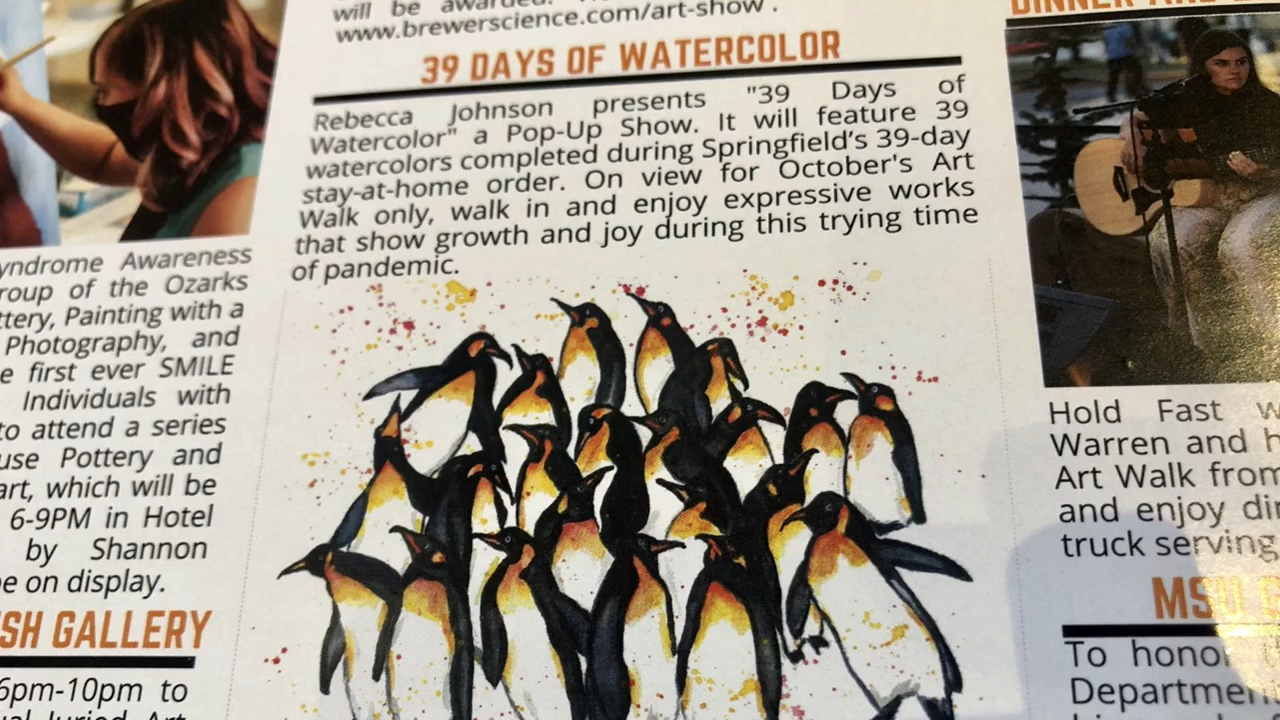 will be awarded.
www.brewerscience.com/art-show .
39 DAYS OF WATERCOLOR
Rebecca Johnson presents "39 Days of
Watercolor" a Pop-Up Show. It will feature 39
watercolors completed during Springfield's 39-day
stay-at-home order. On view for October's Art
Walk only, walk in and enjoy expressive works
that show growth and joy during this trying time
of pandemic.
yndrome Awareness
roup of the Ozarks
ttery, Painting with a
Photography, and
e first ever SMILE
Individuals with
to attend a series
use Pottery and
art, which will be
6-9PM in Hotel
by Shannon
be on display.
SH GALLERY
6pm-10pm to
DINNER AND
Hold Fast w
Warren and h
Art Walk from
and enjoy di
truck serving
MSU
To honor
Departmen